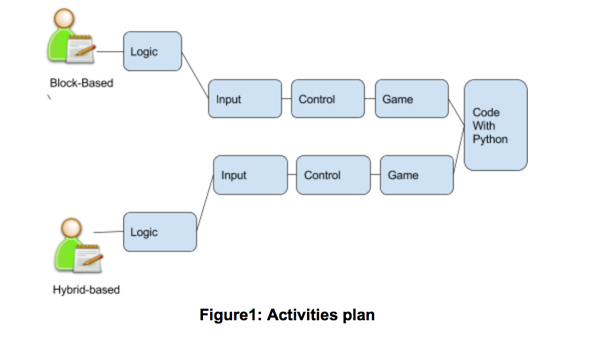 Logic
Block-Based
Input
Control
Game
Code
With
Python
Input
Control
Game
Logic
Hybrid-based
Figure1: Activities plan